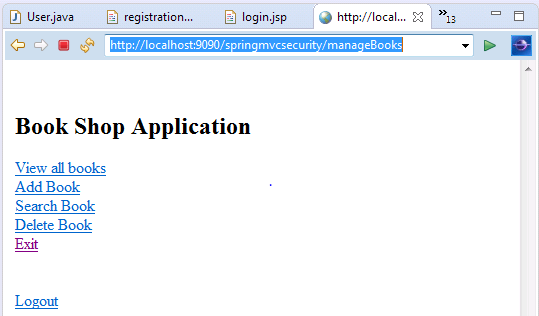 User.java registration... login.jsp http://local... 13
http://localhost:9090/springmvcsecurity/manageBooks
Book Shop Application
View all books
Add Book
Search Book
Delete Book
Exit
Logout